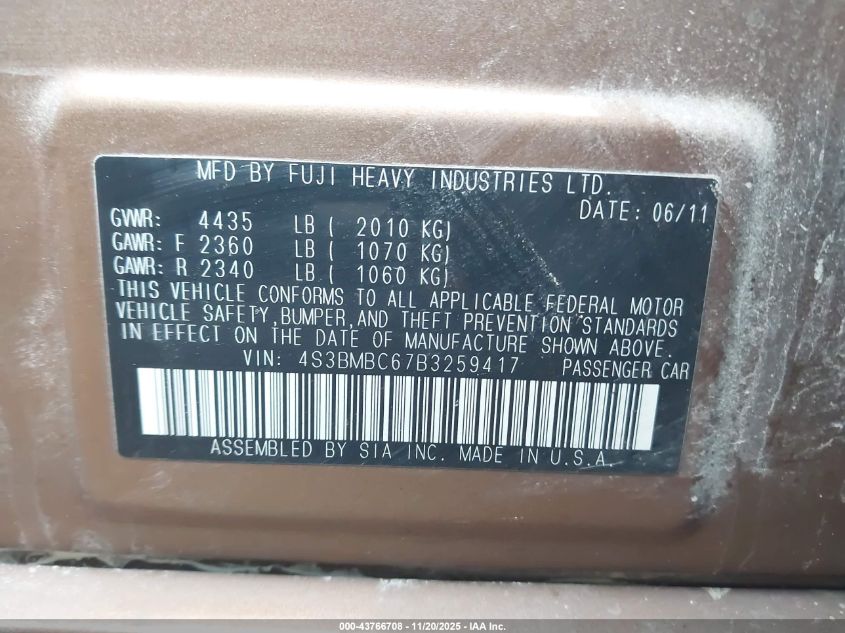 MFD BY FUJI HEAVY INDUSTRIES LTD.
DATE: 06/11
GVWR: 4435 LB ( 2010 KG)
GAWR: F 2360 LB ( 1070 KG)
GAWR: R 2340 LB ( 1060 KG)
THIS VEHICLE CONFORMS TO ALL APPLICABLE FEDERAL MOTOR
VEHICLE SAFETY, BUMPER, AND THEFT PREVENTION STANDARDS
IN EFFECT ON THE DATE OF MANUFACTURE SHOWN ABOVE.
VIN: 4S3BMBC67B3259417 PASSENGER CAR
ASSEMBLED BY SIA INC. MADE IN U.S.A.
000-43766708 - 11/20/2025 - IAA Inc.